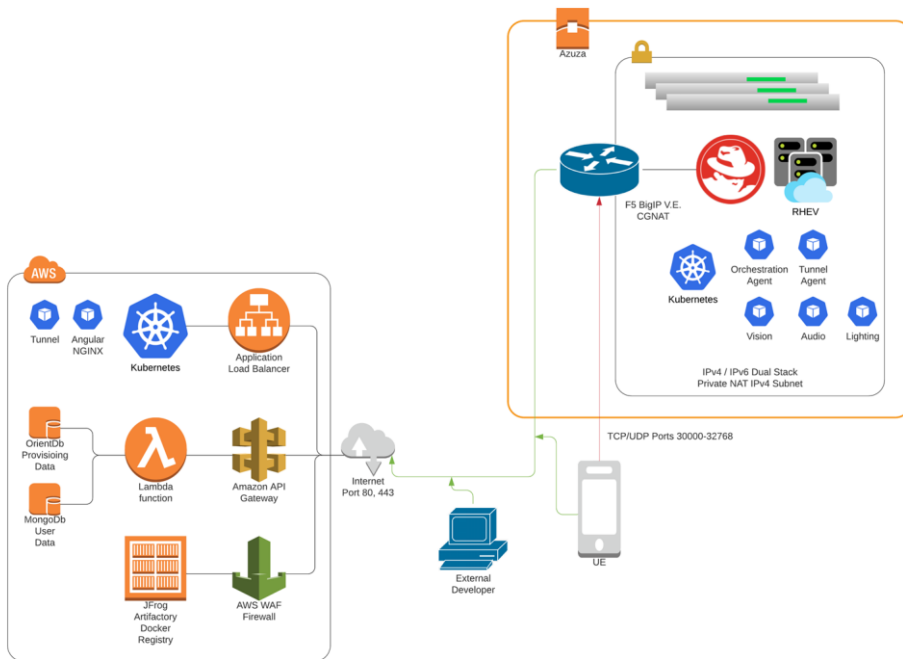 Azuza
F5 BigIP V.E.
CGNAT
RHEV
Kubernetes
Orchestration
Agent
Tunnel
Agent
Vision
Audio
Lighting
IPv4 / IPv6 Dual Stack
Private NAT IPv4 Subnet
TCP/UDP Ports 30000-32768
AWS
Tunnel
Angular
NGINX
Kubernetes
Application
Load Balancer
OrientDb
Provisioing
Data
MongoDb
User
Data
Lambda
function
Amazon API
Gateway
Internet
Port 80, 443
JFrog
Artifactory
Docker
Registry
AWS WAF
Firewall
External
Developer
UE